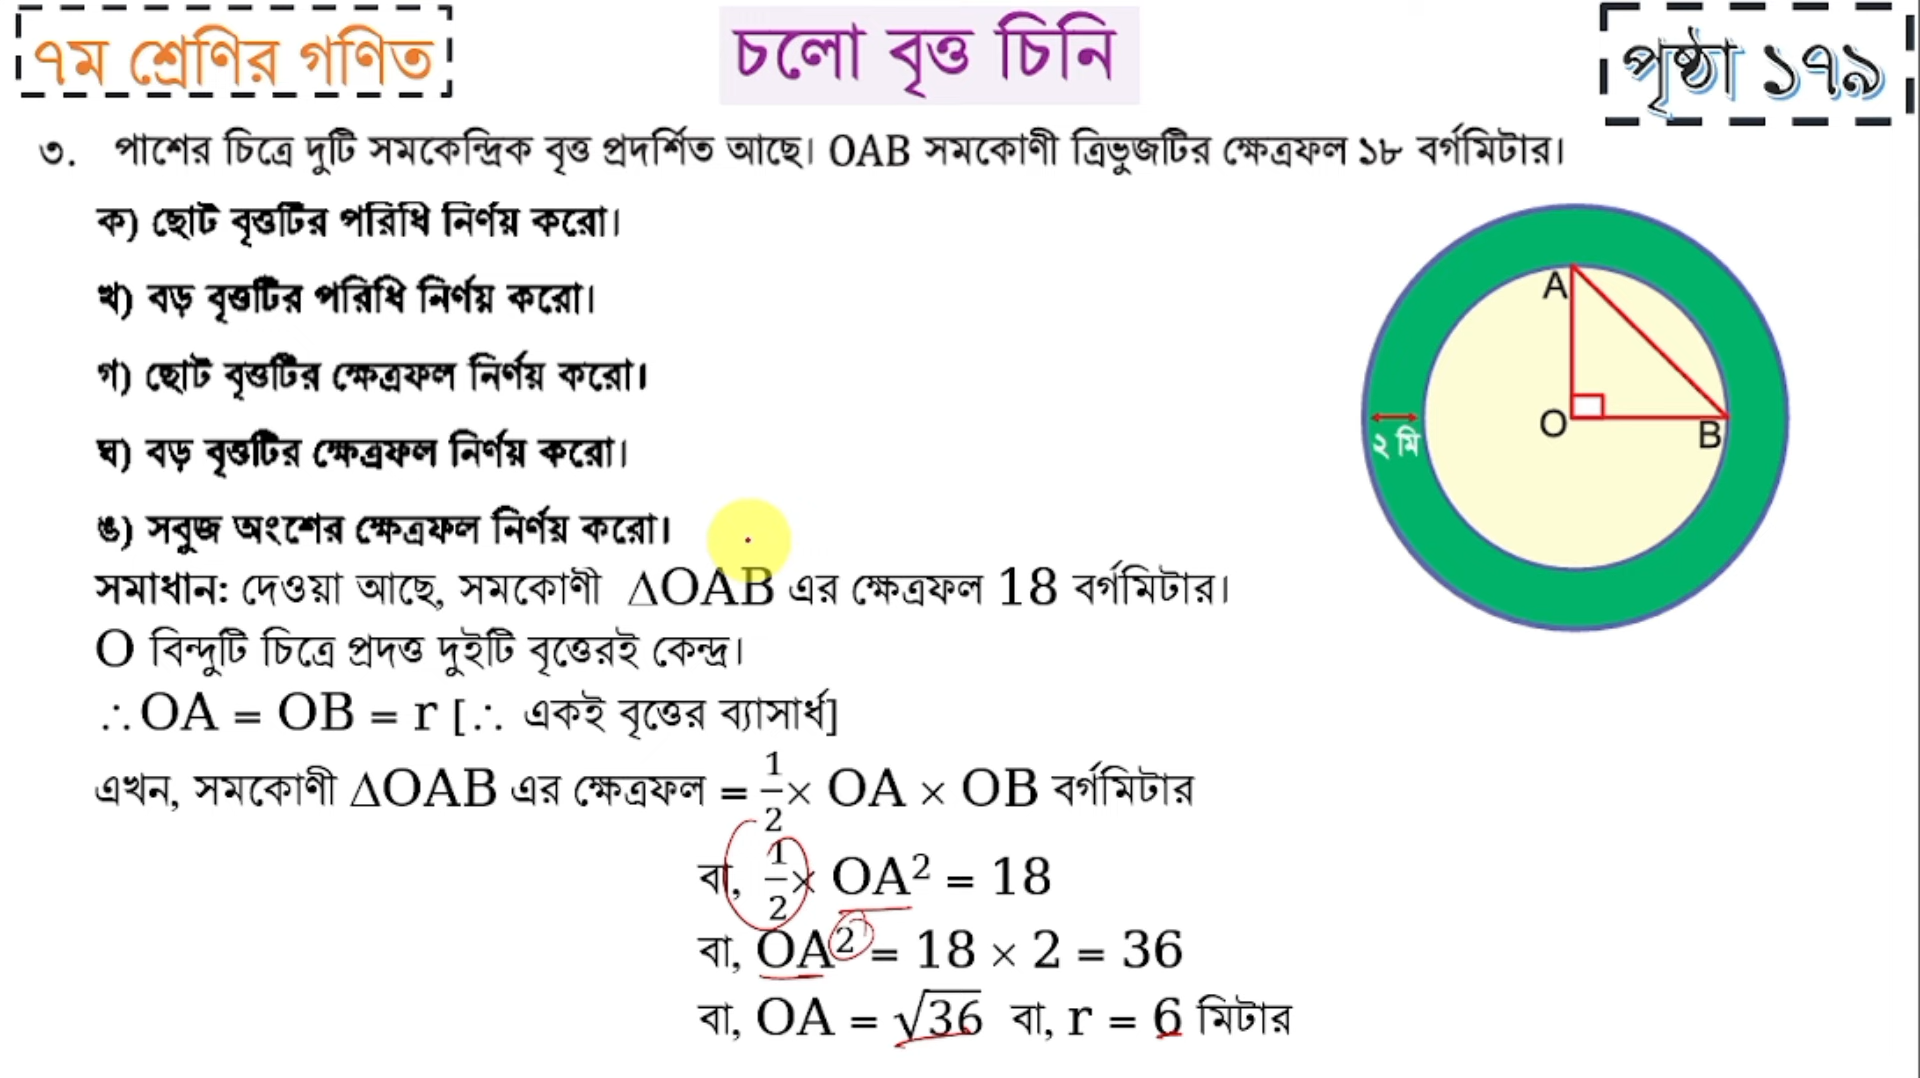 ৭ম শ্রেণির গণিত
চলো বৃত্ত চিনি
পৃষ্ঠা ১৭৯
৩. পাশের চিত্রে দুটি সমকেন্দ্রিক বৃত্ত প্রদর্শিত আছে। OAB সমকোণী ত্রিভুজটির ক্ষেত্রফল ১৮ বর্গমিটার।
ক) ছোট বৃত্তটির পরিধি নির্ণয় করো।
খ) বড় বৃত্তটির পরিধি নির্ণয় করো।
গ) ছোট বৃত্তটির ক্ষেত্রফল নির্ণয় করো।
ঘ) বড় বৃত্তটির ক্ষেত্রফল নির্ণয় করো।
ঙ) সবুজ অংশের ক্ষেত্রফল নির্ণয় করো।
A
O
B
২ মি
সমাধান: দেওয়া আছে, সমকোণী ΔOAB এর ক্ষেত্রফল 18 বর্গমিটার।
O বিন্দুটি চিত্রে প্রদত্ত দুইটি বৃত্তেরই কেন্দ্র।
∴OA = OB = r [∴ একই বৃত্তের ব্যাসার্ধ]
এখন, সমকোণী ΔOAB এর ক্ষেত্রফল = 1/2 × OA × OB বর্গমিটার
বা, 1/2 × OA² = 18
বা, OA² = 18 × 2 = 36
বা, OA = √36 বা, r = 6 মিটার